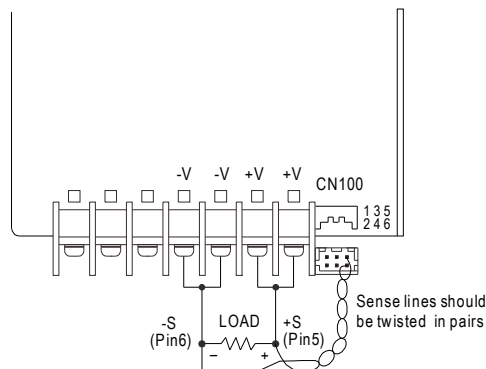 -V -V +V +V
CN100
1 3 5
2 4 6
Sense lines should
be twisted in pairs
-S LOAD +S
(Pin6) (Pin5)
– +